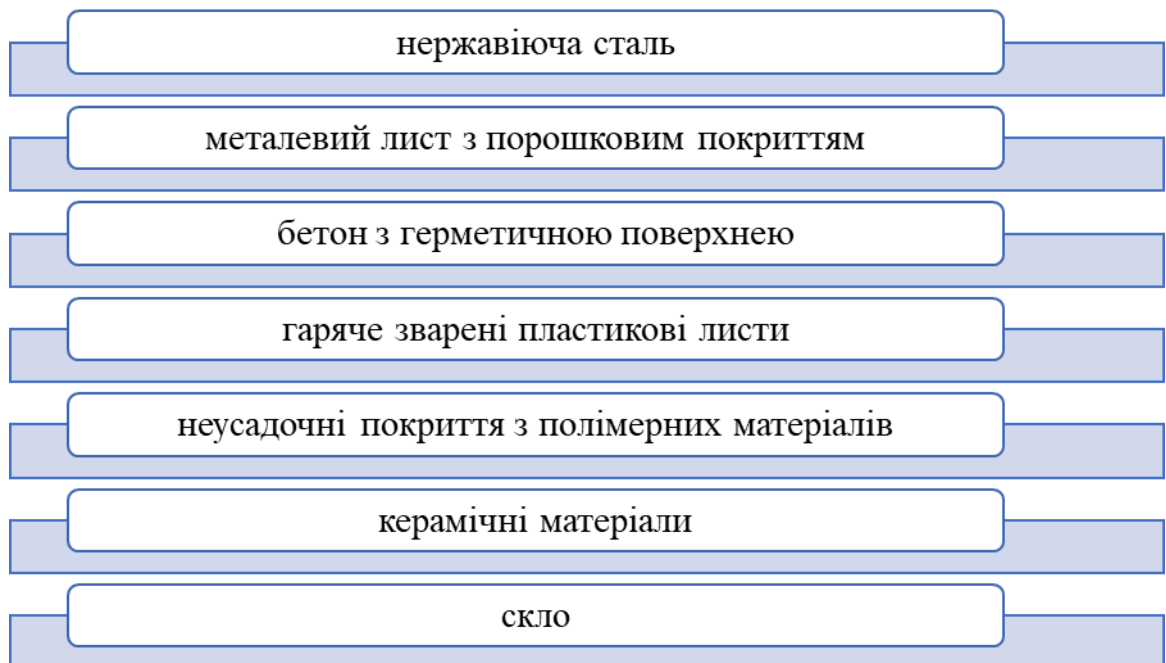 нержавіюча сталь
металевий лист з порошковим покриттям
бетон з герметичною поверхнею
гаряче зварені пластикові листи
неусадочні покриття з полімерних матеріалів
керамічні матеріали
скло